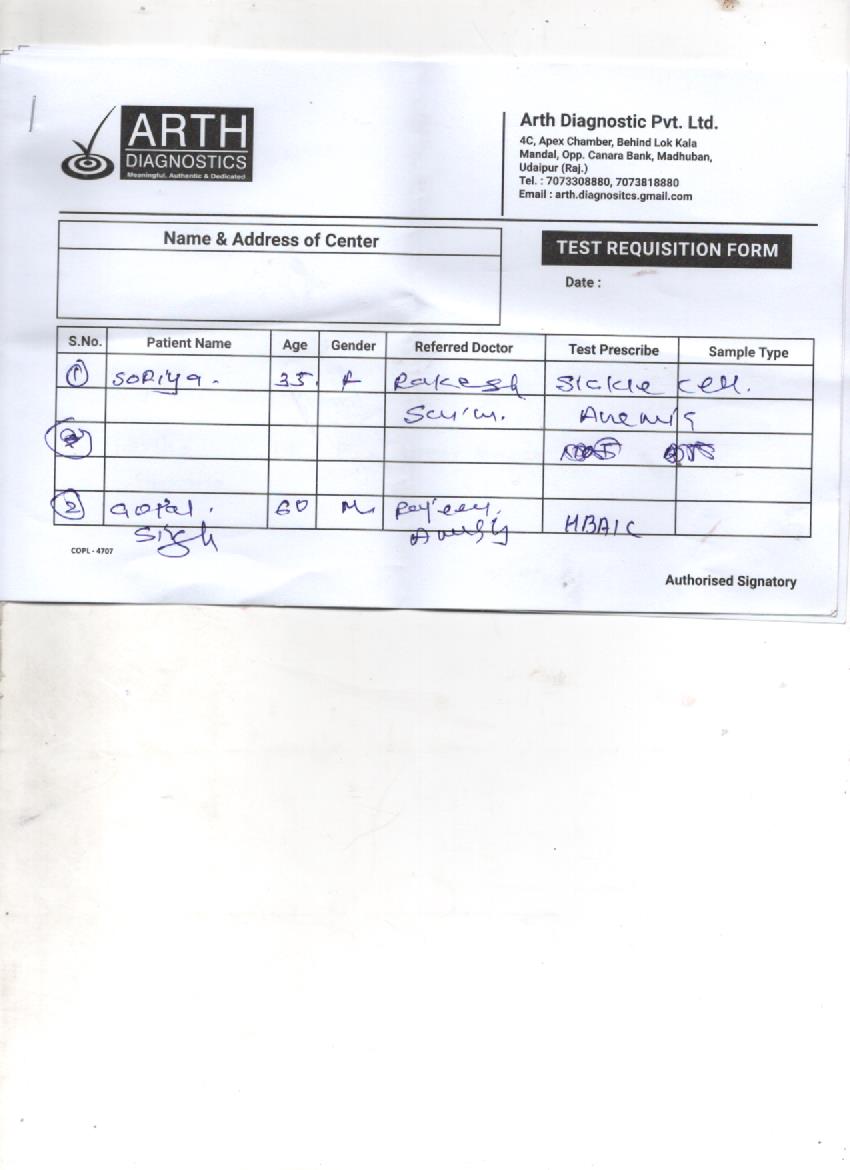 ARTH
DIAGNOSTICS
Meaningful, Authentic & Dedicated
Arth Diagnostic Pvt. Ltd.
4C, Apex Chamber, Behind Lok Kala
Mandal, Opp. Canara Bank, Madhuban,
Udaipur (Raj.)
Tel. : 7073308880, 7073818880
Email : arth.diagnositcs.gmail.com
Name & Address of Center
TEST REQUISITION FORM
Date :
S.No. Patient Name Age Gender Referred Doctor Test Prescribe Sample Type
1 SORiya. 35. F Rakesh Sickle cell.
Anemia
2 Gopal. 60 M
Singh HBA1C
COPL - 4707
Authorised Signatory